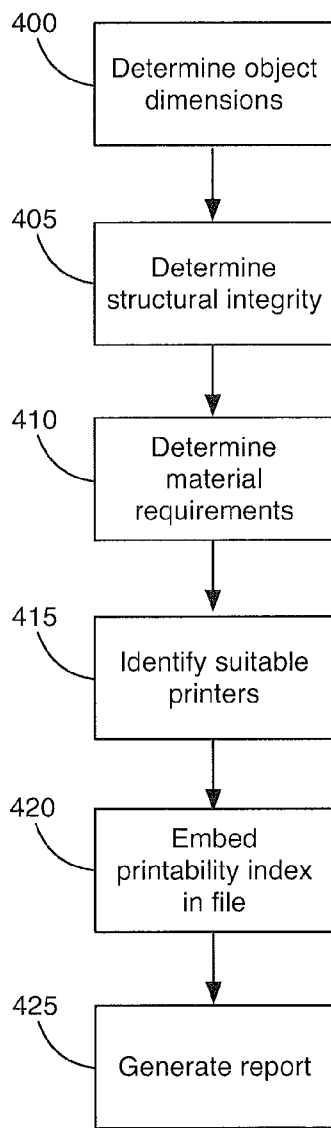 400
Determine object
dimensions
405
Determine
structural integrity
410
Determine
material
requirements
415
Identify suitable
printers
420
Embed
printability index
in file
425
Generate report